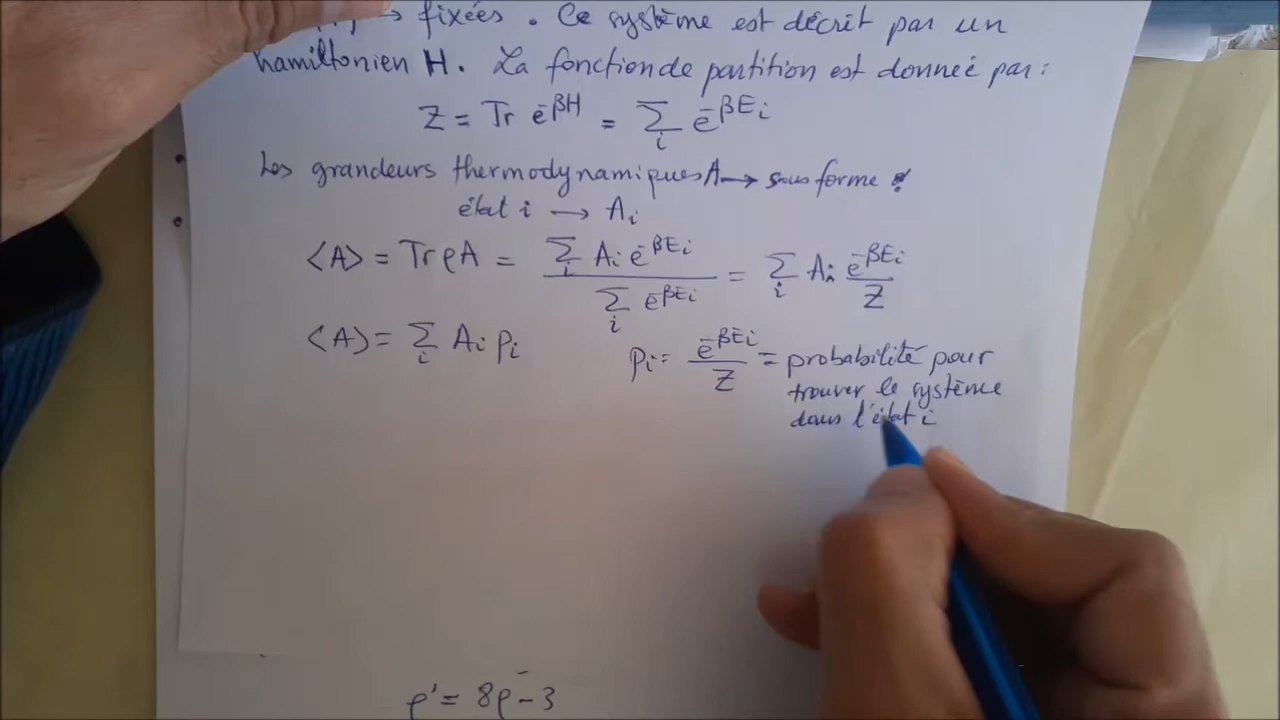 → fixées. Ce système est décrit par un
hamiltonien H. La fonction de partition est donnée par:
Z = Tr e^-βH = Σ_i e^-βE_i
Les grandeurs thermodynamiques A → sous forme
état i → A_i
⟨A⟩ = Tr ρA = Σ_i A_i e^-βE_i / Σ_i e^-βE_i = Σ_i A_i e^-βE_i / Z
⟨A⟩ = Σ_i A_i p_i
p_i = e^-βE_i / Z = probabilité pour
trouver le système
dans l'état i
ρ' = 8ρ - 3